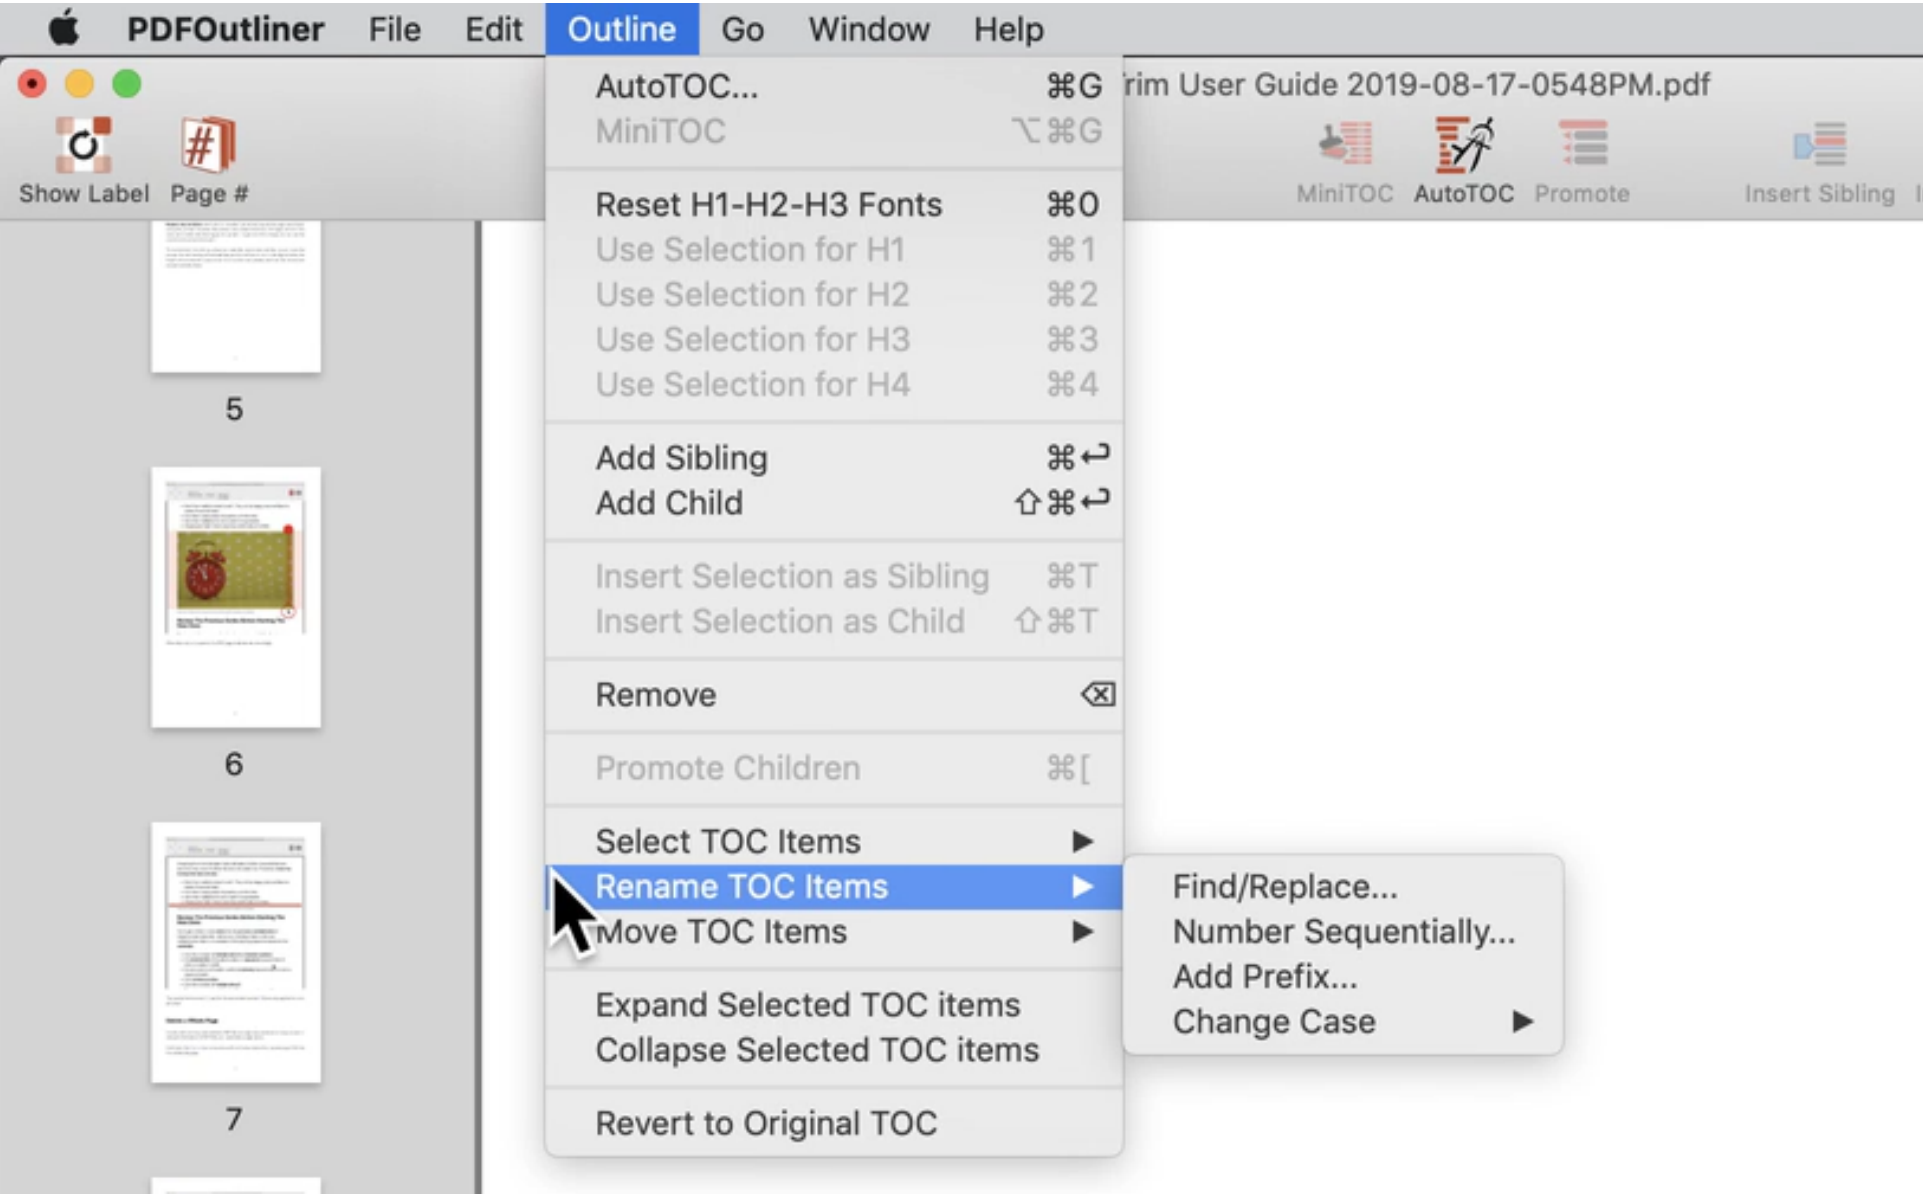 PDFOutliner File Edit Outline Go Window Help
rim User Guide 2019-08-17-0548PM.pdf
Show Label Page # MiniTOC AutoTOC Promote Insert Sibling
AutoTOC... ⌘G
MiniTOC ⌥⌘G
Reset H1-H2-H3 Fonts ⌘0
Use Selection for H1 ⌘1
Use Selection for H2 ⌘2
Use Selection for H3 ⌘3
Use Selection for H4 ⌘4
Add Sibling ⌘↩
Add Child ⇧⌘↩
Insert Selection as Sibling ⌘T
Insert Selection as Child ⇧⌘T
Remove ⌫
Promote Children ⌘[
Select TOC Items ▶
Rename TOC Items ▶
Move TOC Items ▶
Expand Selected TOC items
Collapse Selected TOC items
Revert to Original TOC
Find/Replace...
Number Sequentially...
Add Prefix...
Change Case ▶
5
6
7